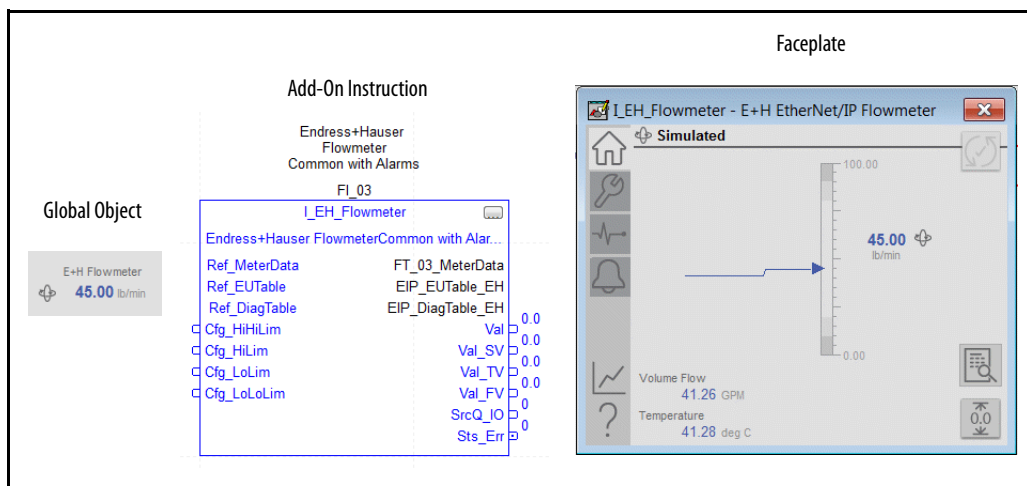 Faceplate
Add-On Instruction
Endress+Hauser
Flowmeter
Common with Alarms
FI_03
Global Object
E+H Flowmeter
45.00 lb/min
I_EH_Flowmeter
...
Endress+Hauser FlowmeterCommon with Alar...
Ref_MeterData FT_03_MeterData
Ref_EUTable EIP_EUTable_EH
Ref_DiagTable EIP_DiagTable_EH
0.0
Cfg_HiHiLim Val
0.0
Cfg_HiLim Val_SV
0.0
Cfg_LoLim Val_TV
0.0
Cfg_LoLoLim Val_FV
0
SrcQ_IO
0
Sts_Err
I_EH_Flowmeter - E+H EtherNet/IP Flowmeter
Simulated
100.00
45.00
lb/min
0.00
Volume Flow
41.26 GPM
Temperature
41.28 deg C
?
0.0